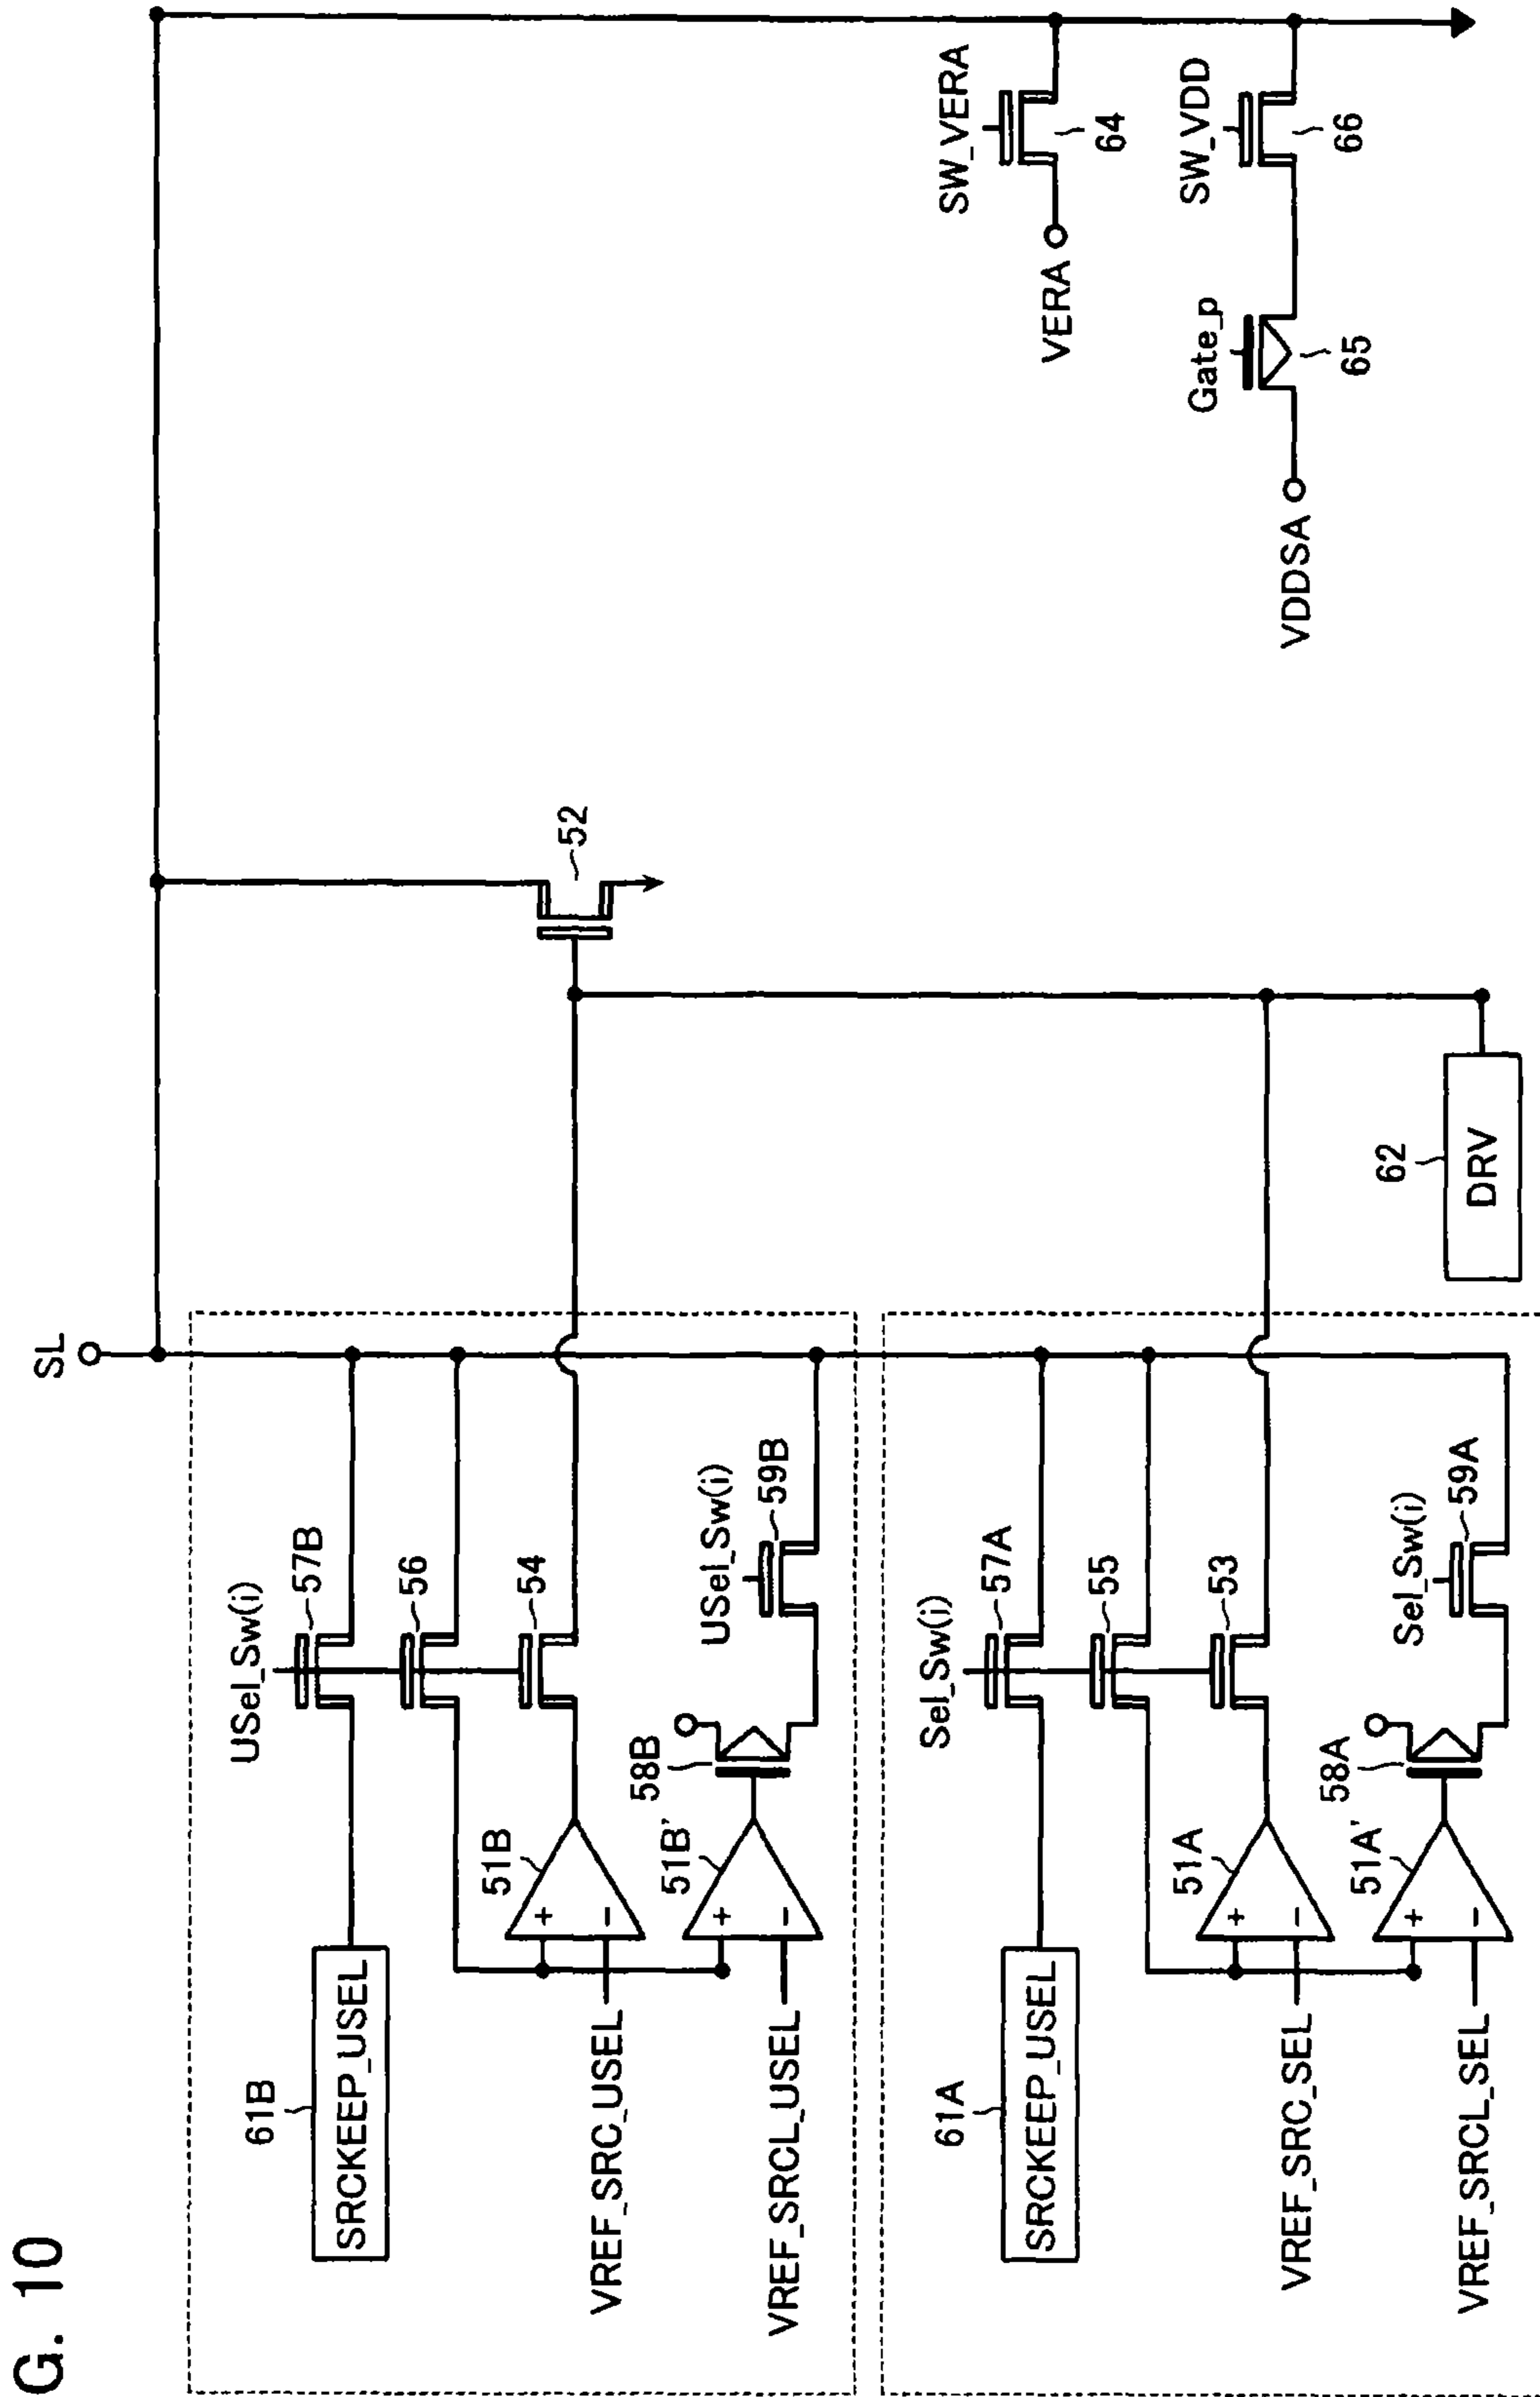 G. 10
SL
USel_Sw(i)
57B
61B
SRCKEEP_USEL
56
54
51B
VREF_SRC_USEL
52
58B
USel_Sw(i)
59B
51B'
VREF_SRCL_USEL
Sel_Sw(i)
57A
61A
SRCKEEP_USEL
55
53
51A
VREF_SRC_SEL
58A
Sel_Sw(i)
59A
51A'
VREF_SRCL_SEL
+
−
+
−
+
−
+
−
62
DRV
SW_VERA
64
VERA
SW_VDD
66
Gate_p
65
VDDSA